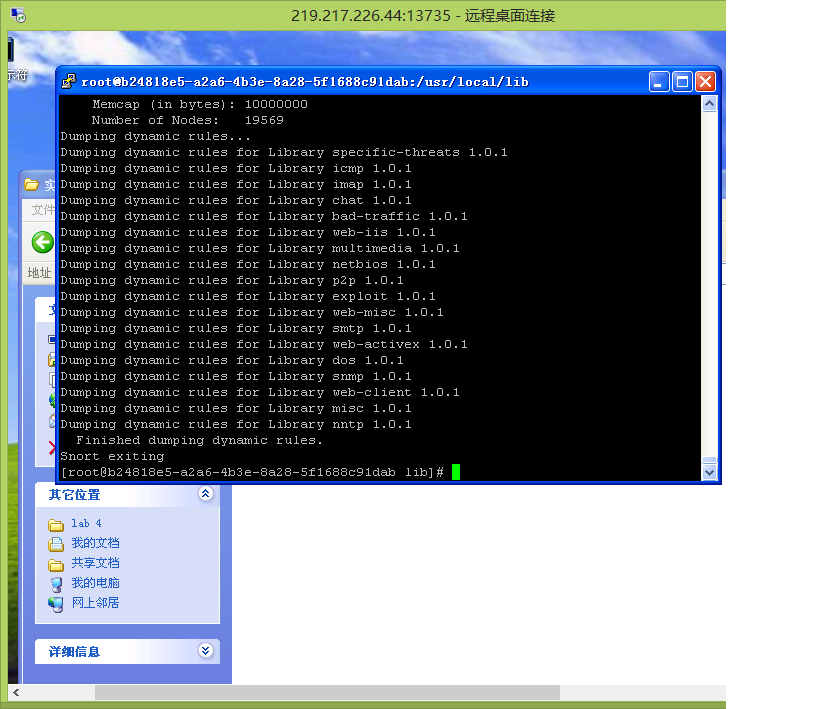 219.217.226.44:13735 - 远程桌面连接
示符
root@b24818e5-a2a6-4b3e-8a28-5f1688c91dab:/usr/local/lib
Memcap (in bytes): 10000000
Number of Nodes: 19569
Dumping dynamic rules...
Dumping dynamic rules for Library specific-threats 1.0.1
Dumping dynamic rules for Library icmp 1.0.1
Dumping dynamic rules for Library imap 1.0.1
Dumping dynamic rules for Library chat 1.0.1
Dumping dynamic rules for Library bad-traffic 1.0.1
Dumping dynamic rules for Library web-iis 1.0.1
Dumping dynamic rules for Library multimedia 1.0.1
Dumping dynamic rules for Library netbios 1.0.1
Dumping dynamic rules for Library p2p 1.0.1
Dumping dynamic rules for Library exploit 1.0.1
Dumping dynamic rules for Library web-misc 1.0.1
Dumping dynamic rules for Library smtp 1.0.1
Dumping dynamic rules for Library web-activex 1.0.1
Dumping dynamic rules for Library dos 1.0.1
Dumping dynamic rules for Library snmp 1.0.1
Dumping dynamic rules for Library web-client 1.0.1
Dumping dynamic rules for Library misc 1.0.1
Dumping dynamic rules for Library nntp 1.0.1
Finished dumping dynamic rules.
Snort exiting
[root@b24818e5-a2a6-4b3e-8a28-5f1688c91dab lib]#
实
文件
地址
其它位置
lab 4
我的文档
共享文档
我的电脑
网上邻居
详细信息